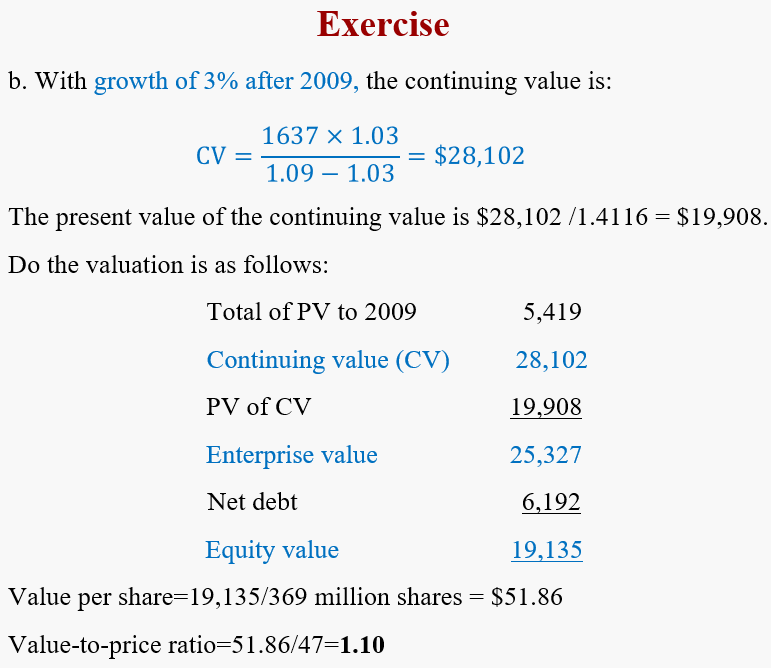 Exercise
b. With growth of 3% after 2009, the continuing value is:
CV = 1637 × 1.03 / 1.09 − 1.03 = $28,102
The present value of the continuing value is $28,102 /1.4116 = $19,908.
Do the valuation is as follows:
Total of PV to 2009 5,419
Continuing value (CV) 28,102
PV of CV 19,908
Enterprise value 25,327
Net debt 6,192
Equity value 19,135
Value per share=19,135/369 million shares = $51.86
Value-to-price ratio=51.86/47=1.10